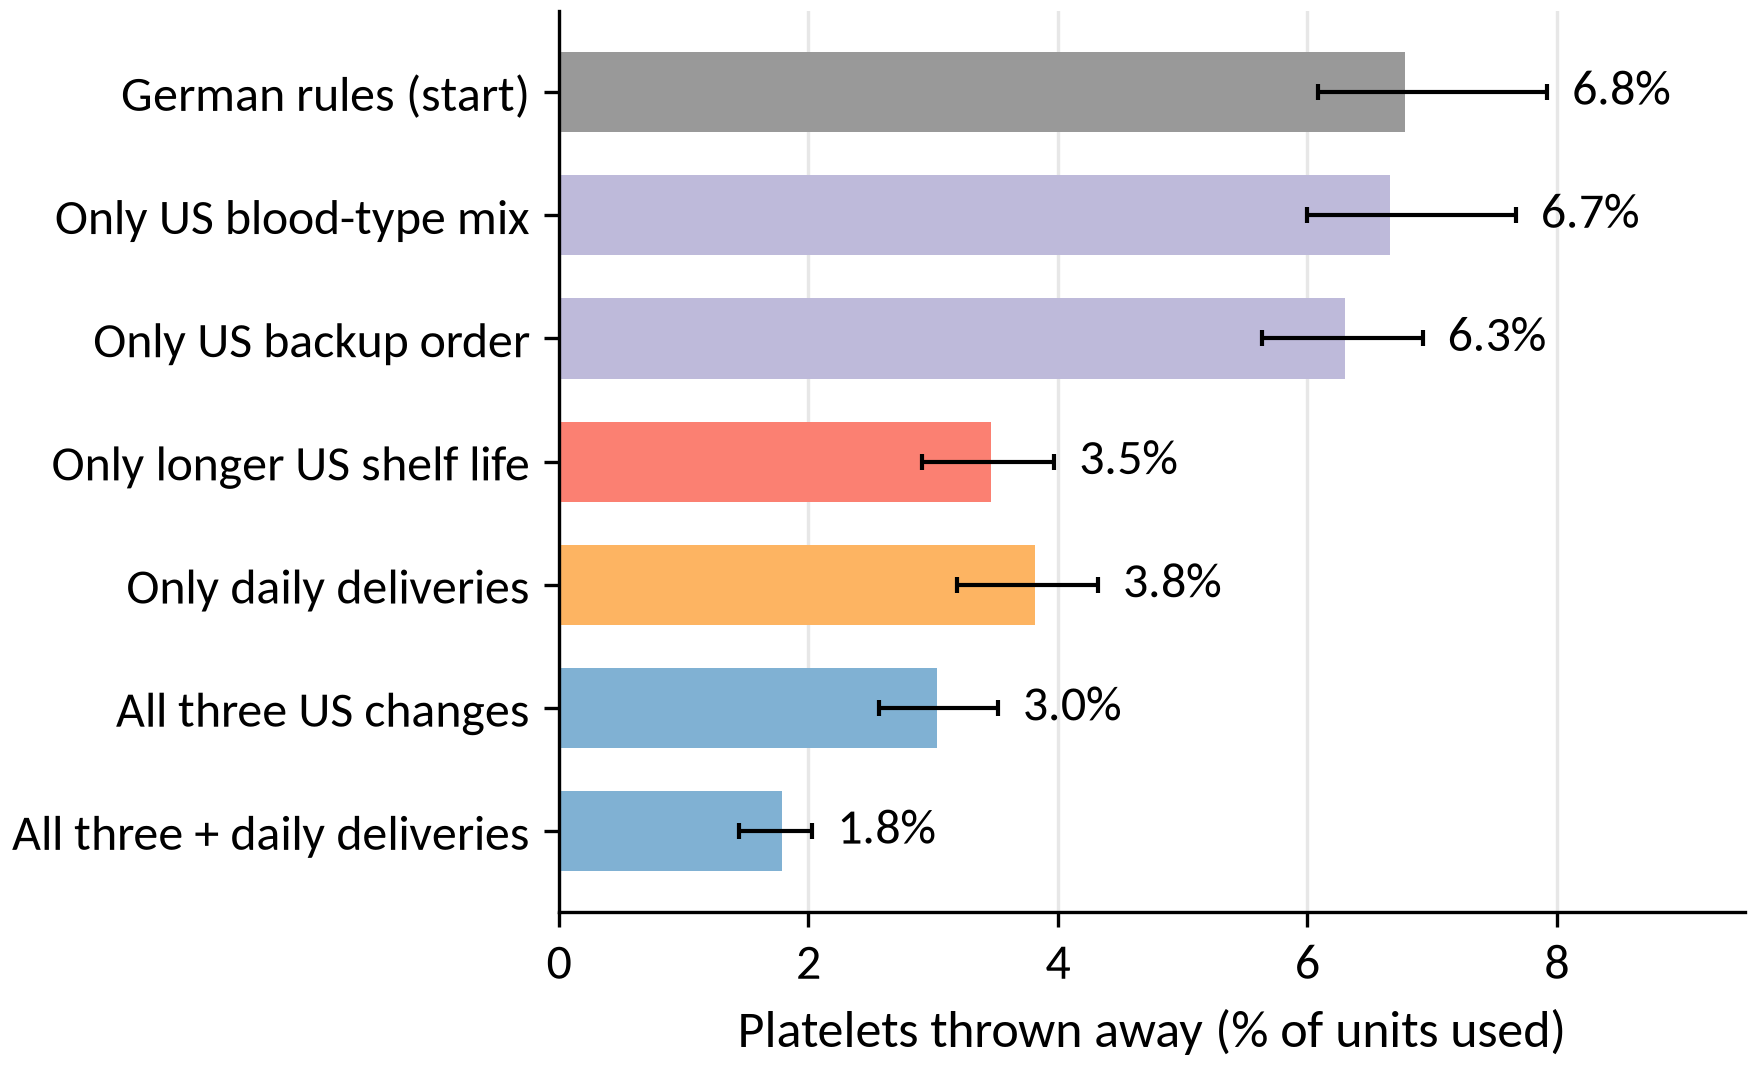 German rules (start) 6.8%
Only US blood-type mix 6.7%
Only US backup order 6.3%
Only longer US shelf life 3.5%
Only daily deliveries 3.8%
All three US changes 3.0%
All three + daily deliveries 1.8%
0 2 4 6 8
Platelets thrown away (% of units used)